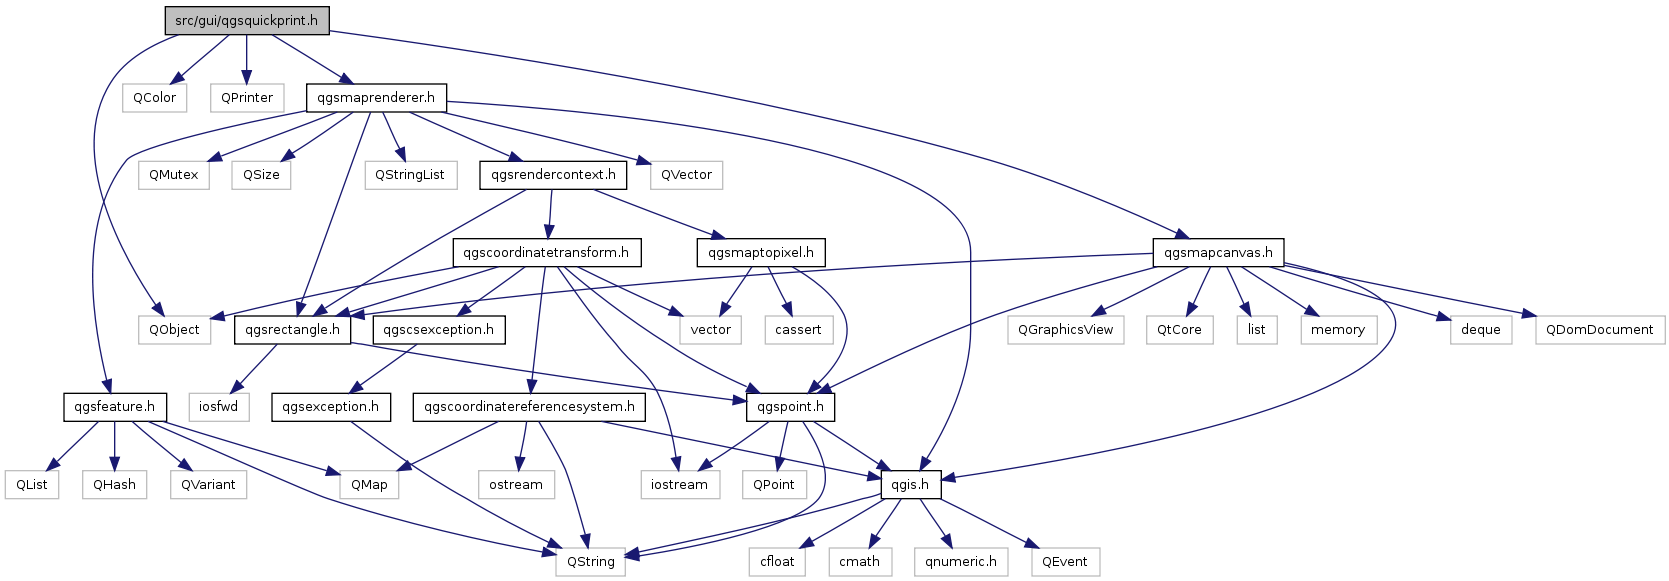 src/gui/qgsquickprint.h
QColor
QPrinter
qgsmaprenderer.h
QMutex
QSize
QStringList
qgsrendercontext.h
QVector
qgscoordinatetransform.h
qgsmaptopixel.h
qgsmapcanvas.h
QObject
qgsrectangle.h
qgscsexception.h
vector
cassert
QGraphicsView
QtCore
list
memory
deque
QDomDocument
qgsfeature.h
iosfwd
qgsexception.h
qgscoordinatereferencesystem.h
qgspoint.h
QList
QHash
QVariant
QMap
ostream
iostream
QPoint
qgis.h
QString
cfloat
cmath
qnumeric.h
QEvent